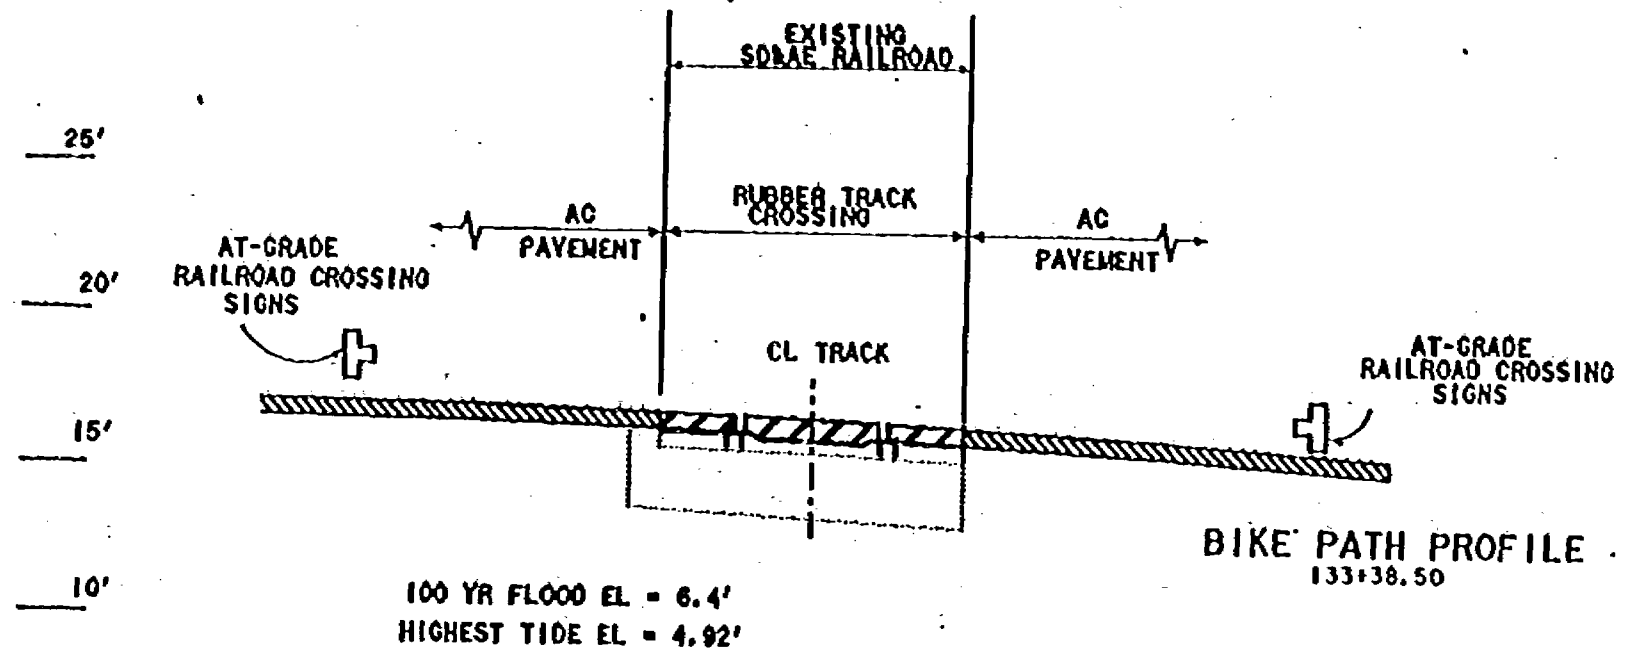 EXISTING
SD&AE RAILROAD
25'
RUBBER TRACK
CROSSING
AC
PAVEMENT
AC
PAVEMENT
AT-GRADE
RAILROAD CROSSING
SIGNS
20'
CL TRACK
AT-GRADE
RAILROAD CROSSING
SIGNS
15'
BIKE PATH PROFILE
133+38.50
10'
100 YR FLOOD EL = 6.4'
HIGHEST TIDE EL = 4.92'